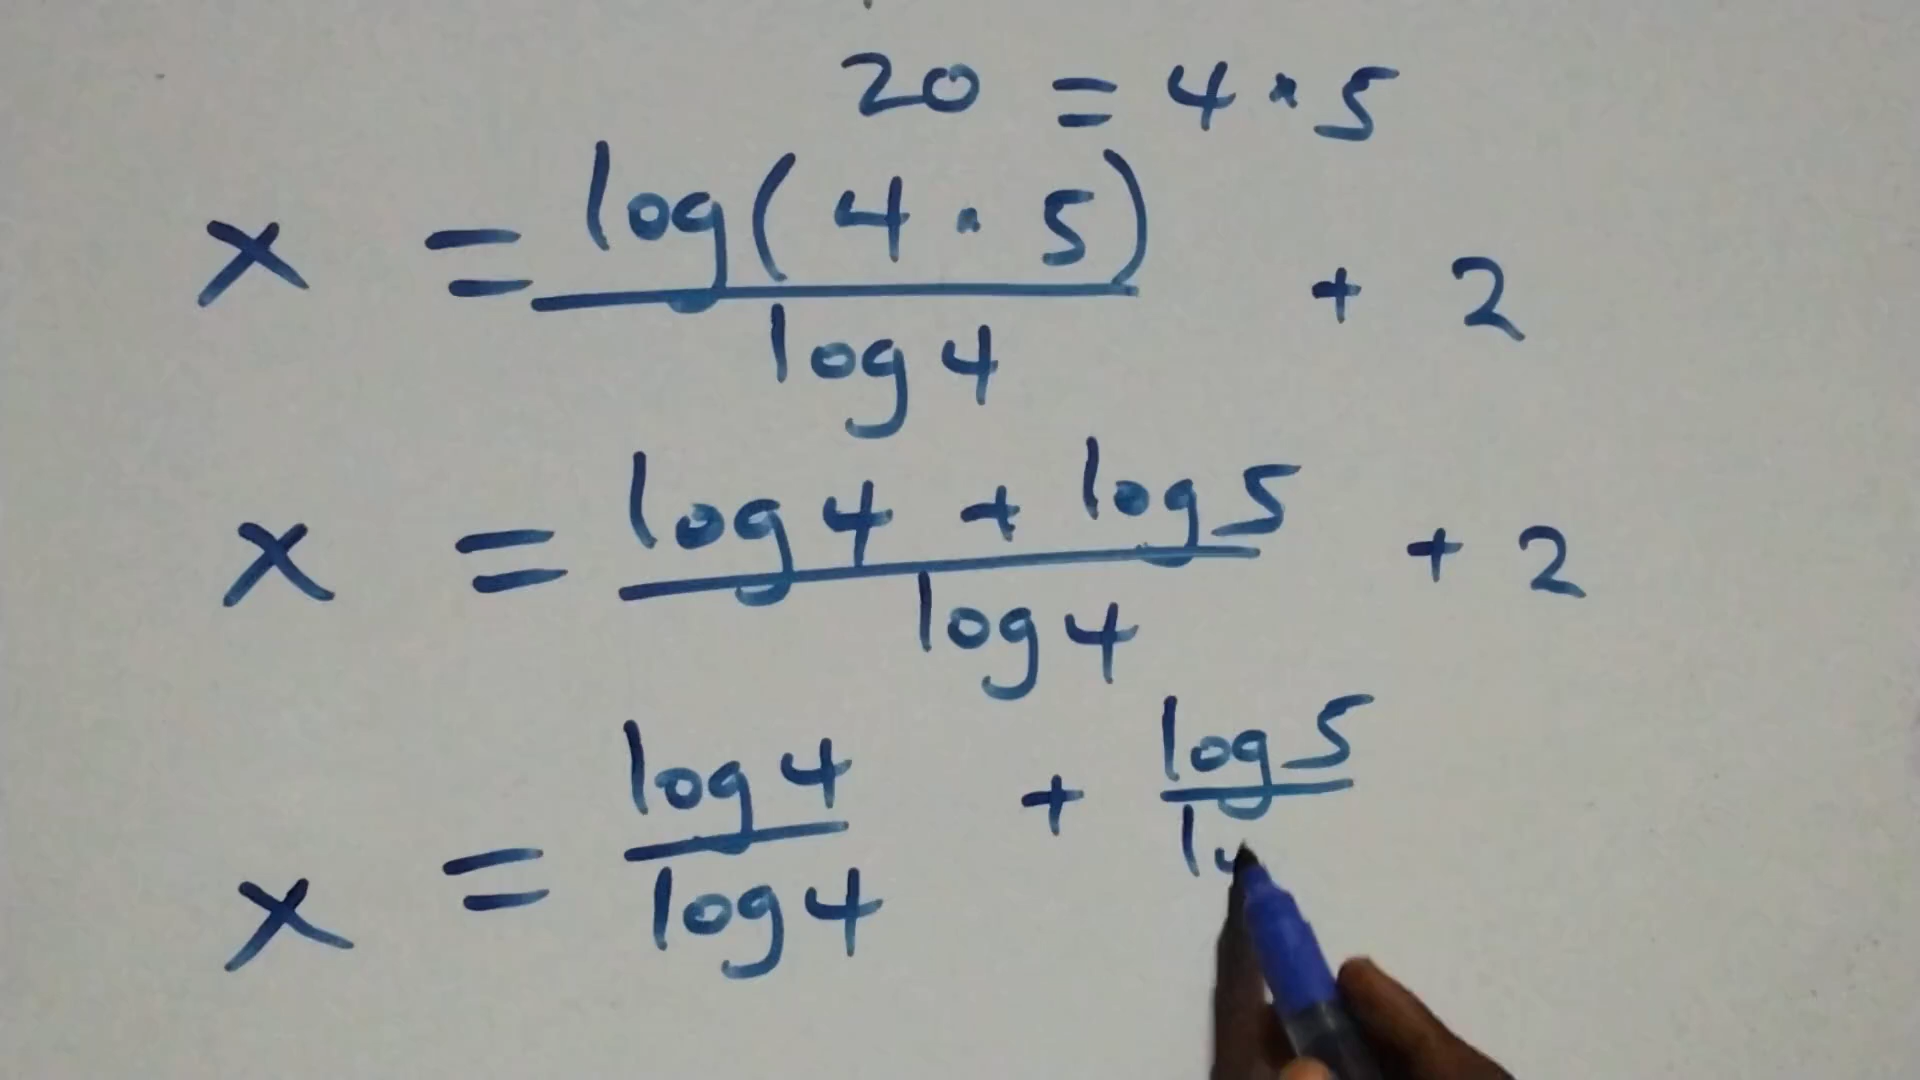 20 = 4 · 5
x = log(4 · 5) / log 4 + 2
x = log 4 + log 5 / log 4 + 2
x = log 4 / log 4 + log 5 / lo